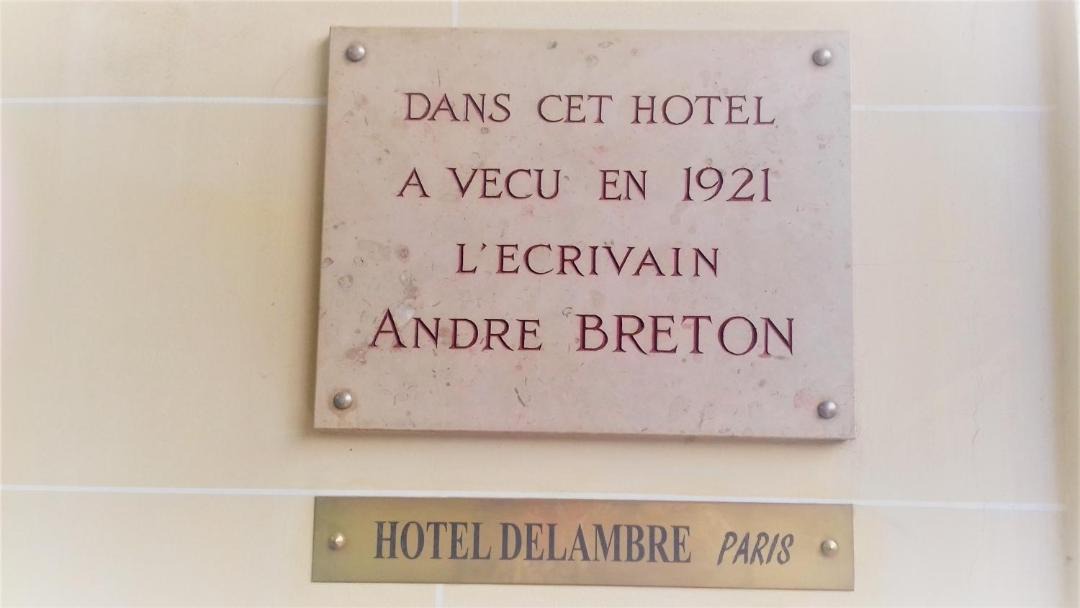 DANS CET HOTEL
A VECU EN 1921
L'ECRIVAIN
ANDRE BRETON
HOTEL DELAMBRE PARIS